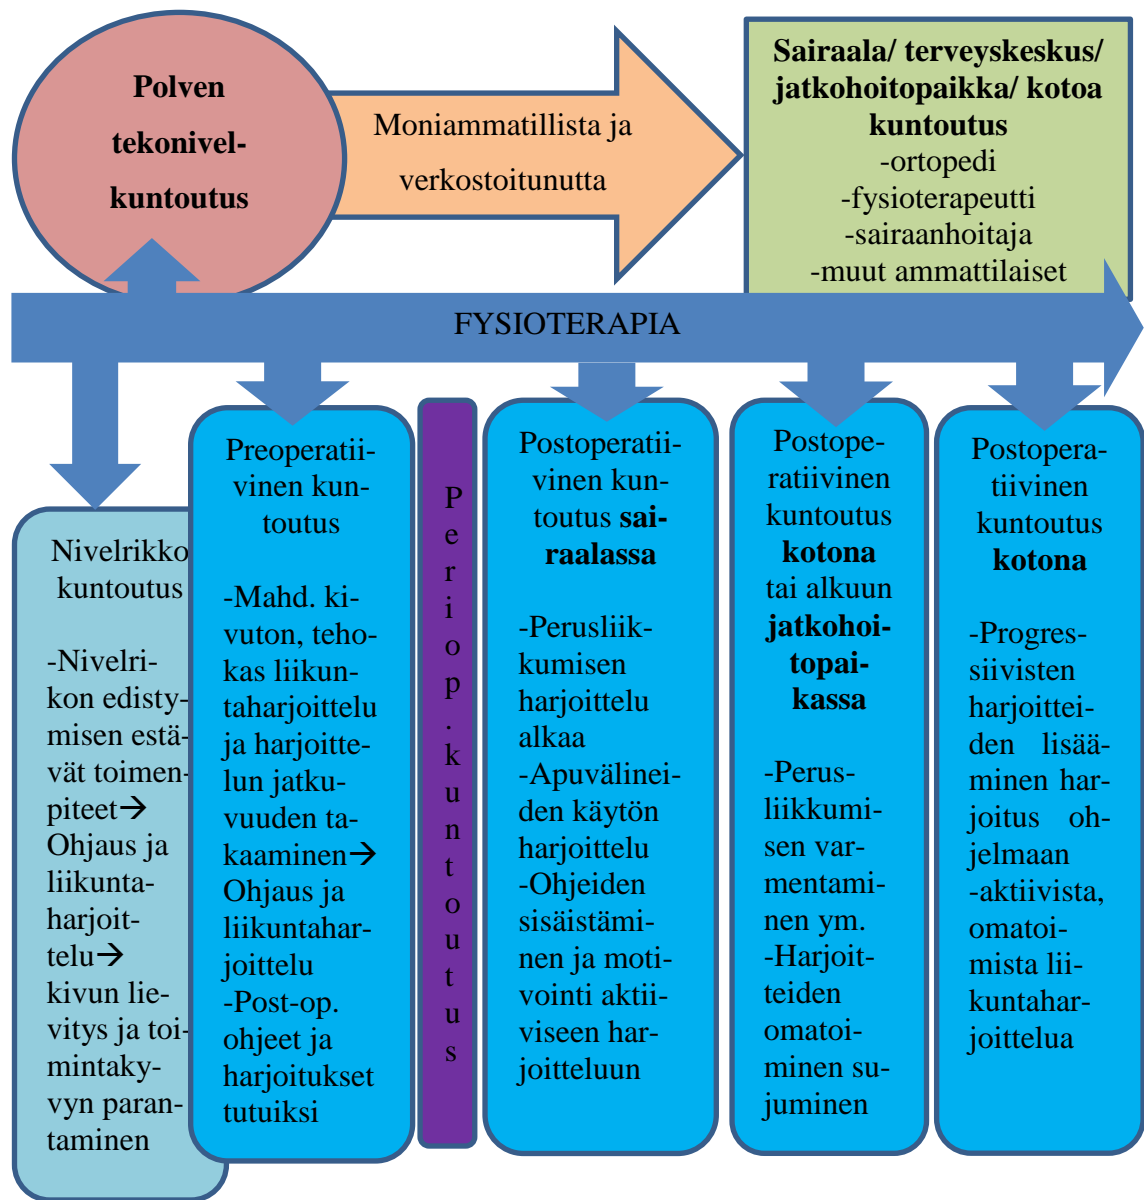 Polven
tekonivel-
kuntoutus
Moniammatillista ja
verkostoitunutta
Sairaala/ terveyskeskus/
jatkohoitopaikka/ kotoa
kuntoutus
-ortopedi
-fysioterapeutti
-sairaanhoitaja
-muut ammattilaiset
FYSIOTERAPIA
Nivelrikko
kuntoutus
-Nivelri-
kon edisty-
misen estä-
vät toimen-
piteet→
Ohjaus ja
liikunta-
harjoit-
telu→
kivun lie-
vitys ja toi-
mintaky-
vyn paran-
taminen
Preoperatii-
vinen kun-
toutus
-Mahd. ki-
vuton, teho-
kas liikun-
taharjoittelu
ja harjoitte-
lun jatku-
vuuden ta-
kaaminen→
Ohjaus ja
liikuntahar-
joittelu
-Post-op.
ohjeet ja
harjoitukset
tutuiksi
P
e
r
i
o
p
.
k
u
n
t
o
u
t
u
s
Postoperatii-
vinen kun-
toutus sai-
raalassa
-Perusliik-
kumisen
harjoittelu
alkaa
-Apuvälinei-
den käytön
harjoittelu
-Ohjeiden
sisäistämi-
nen ja moti-
vointi aktii-
viseen har-
joitteluun
Postope-
ratiivinen
kuntoutus
kotona
tai alkuun
jatkohoi-
topai-
kassa
-Perus-
liikkumi-
sen var-
mentami-
nen ym.
-Harjoit-
teiden
omatoi-
minen su-
juminen
Postopera-
tiivinen
kuntoutus
kotona
-Progres-
siivisten
harjoittei-
den lisää-
minen har-
joitus oh-
jelmaan
-aktiivista,
omatoi-
mista lii-
kuntahar-
joittelua